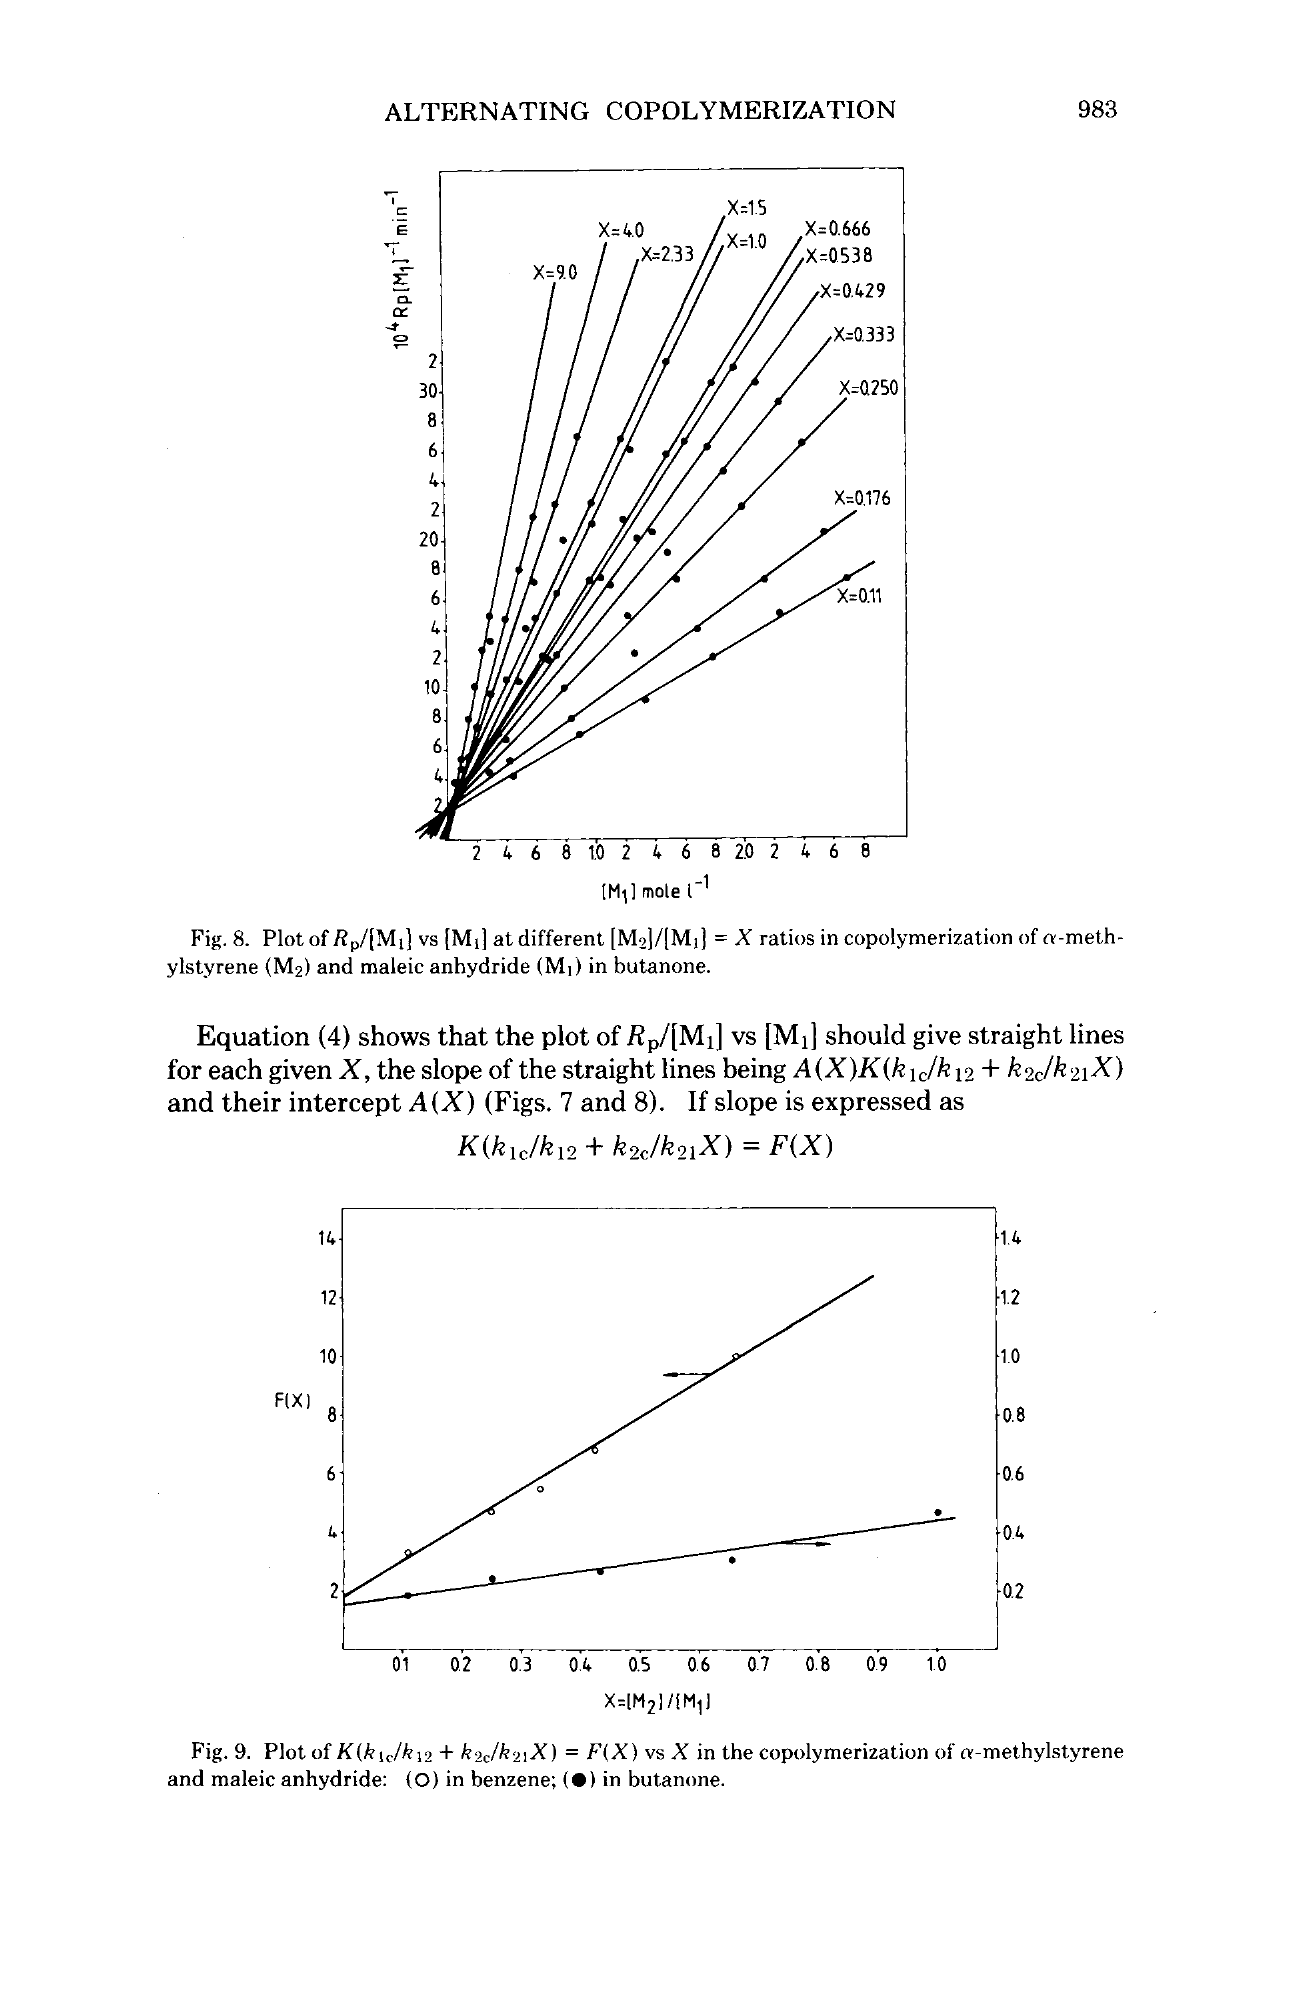 ALTERNATING COPOLYMERIZATION 983
10⁴ Rp[M₁]⁻¹ min⁻¹
X=9.0
X=4.0
X=2.33
X=1.5
X=1.0
X=0.666
X=0.538
X=0.429
X=0.333
X=0.250
X=0.176
X=0.11
2
30
8
6
4
2
20
8
6
4
2
10
8
6
4
2
2 4 6 8 1.0 2 4 6 8 2.0 2 4 6 8
[M₁] mole l⁻¹
Fig. 8. Plot of Rp/[M₁] vs [M₁] at different [M₂]/[M₁] = X ratios in copolymerization of α-meth-
ylstyrene (M₂) and maleic anhydride (M₁) in butanone.
Equation (4) shows that the plot of Rp/[M₁] vs [M₁] should give straight lines
for each given X, the slope of the straight lines being A(X)K(k1c/k12 + k2c/k21X)
and their intercept A(X) (Figs. 7 and 8). If slope is expressed as
K(k1c/k12 + k2c/k21X) = F(X)
14
12
10
F(X)
8
6
4
2
1.4
1.2
1.0
0.8
0.6
0.4
0.2
0.1 0.2 0.3 0.4 0.5 0.6 0.7 0.8 0.9 1.0
X=[M₂]/[M₁]
Fig. 9. Plot of K(k1c/k12 + k2c/k21X) = F(X) vs X in the copolymerization of α-methylstyrene
and maleic anhydride: (O) in benzene; (●) in butanone.